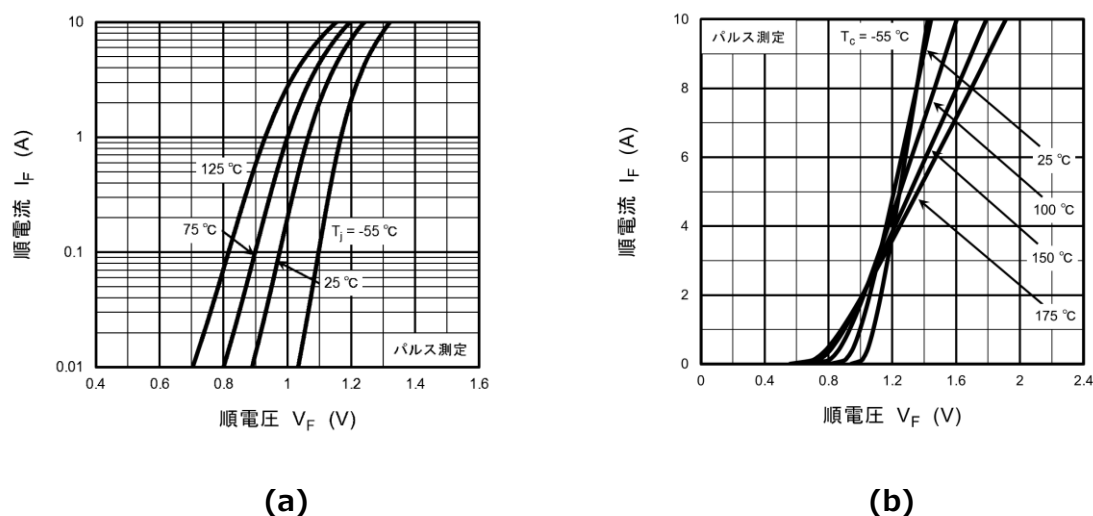 10
1
0.1
0.01
順電流 I_F (A)
125 ℃
75 ℃
T_j = -55 ℃
25 ℃
パルス測定
0.4 0.6 0.8 1 1.2 1.4 1.6
順電圧 V_F (V)
(a)
10
8
6
4
2
0
順電流 I_F (A)
パルス測定
T_c = -55 ℃
25 ℃
100 ℃
150 ℃
175 ℃
0 0.4 0.8 1.2 1.6 2 2.4
順電圧 V_F (V)
(b)